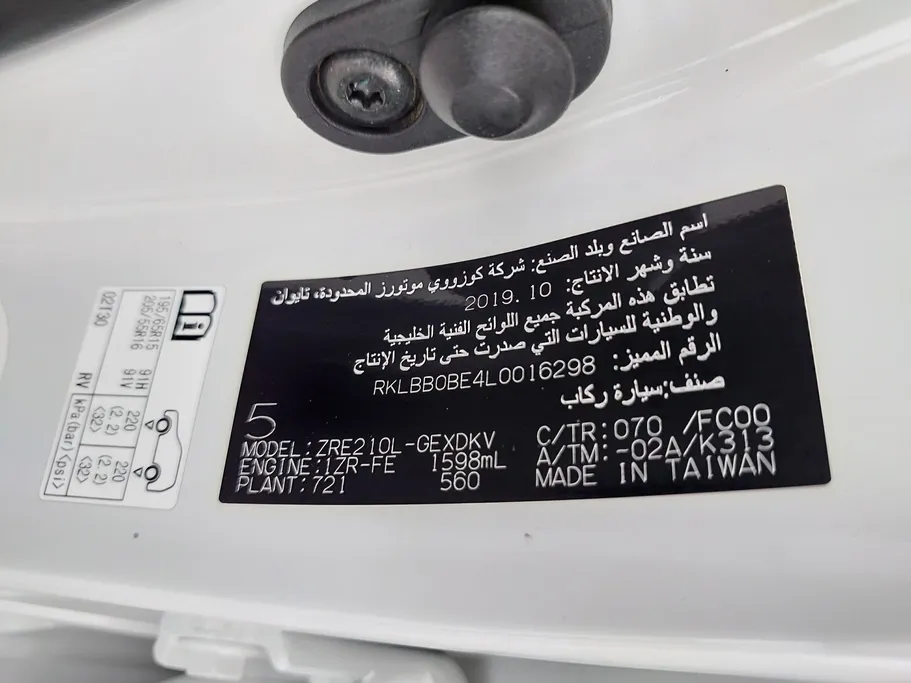 اسم الصانع وبلد الصنع: شركة كوزووي موتورز المحدودة، تايوان
سنة وشهر الانتاج: 2019. 10
تطابق هذه المركبة جميع اللوائح الفنية الخليجية
والوطنية للسيارات التي صدرت حتى تاريخ الإنتاج
الرقم المميز: RKLBB0BE4L0016298
صنف:سيارة ركاب
5
MODEL:ZRE210L-GEXDKV
ENGINE:1ZR-FE 1598mL
PLANT:721 560
C/TR:070 /FC00
A/TM:-02A/K313
MADE IN TAIWAN
195/65R15 91H 220 (2.2) <32> 220 (2.2) <32>
205/55R16 91V
02130 RV kPa(bar)<psi>